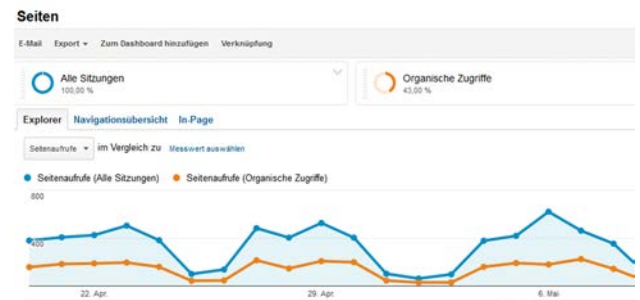 Seiten
E-Mail Export Zum Dashboard hinzufügen Verknüpfung
Alle Sitzungen
100,00 %
Organische Zugriffe
43,00 %
Explorer Navigationsübersicht In-Page
Seitenaufrufe im Vergleich zu Messwert auswählen
Seitenaufrufe (Alle Sitzungen) Seitenaufrufe (Organische Zugriffe)
800
400
22. Apr. 29. Apr. 6. Mai